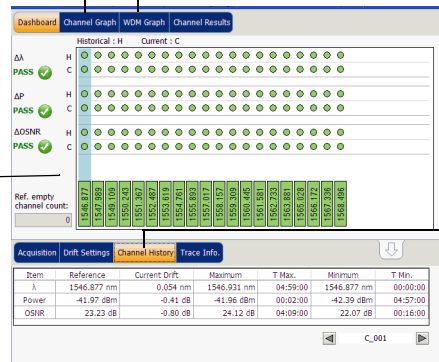 Dashboard Channel Graph WDM Graph Channel Results
Historical : H Current : C
Δλ H
PASS C
ΔP H
PASS C
ΔOSNR H
PASS C
Ref. empty
channel count:
0
1546.877 1547.989 1549.109 1550.243 1551.367 1552.487 1553.619 1554.761 1555.893 1557.017 1558.157 1559.309 1560.445 1561.581 1562.733 1563.881 1565.028 1566.172 1567.336 1568.496
Acquisition Drift Settings Channel History Trace Info.
Item Reference Current Drift Maximum T Max. Minimum T Min.
λ 1546.877 nm 0.054 nm 1546.931 nm 04:59:00 1546.877 nm 00:00:00
Power -41.97 dBm -0.41 dB -41.96 dBm 00:02:00 -42.39 dBm 04:57:00
OSNR 23.23 dB -0.80 dB 24.12 dB 04:09:00 22.07 dB 00:16:00
C_001